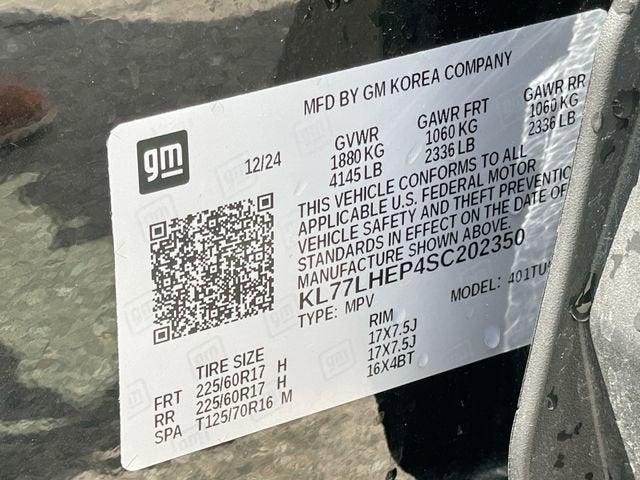 MFD BY GM KOREA COMPANY
gm 12/24 GVWR GAWR FRT GAWR RR
1880 KG 1060 KG 1060 KG
4145 LB 2336 LB 2336 LB
THIS VEHICLE CONFORMS TO ALL
APPLICABLE U.S. FEDERAL MOTOR
VEHICLE SAFETY AND THEFT PREVENTIO
STANDARDS IN EFFECT ON THE DATE OF
MANUFACTURE SHOWN ABOVE.
KL77LHEP4SC202350
TYPE: MPV MODEL: 401TU
TIRE SIZE RIM
FRT 225/60R17 H 17X7.5J
RR 225/60R17 H 17X7.5J
SPA T125/70R16 M 16X4BT